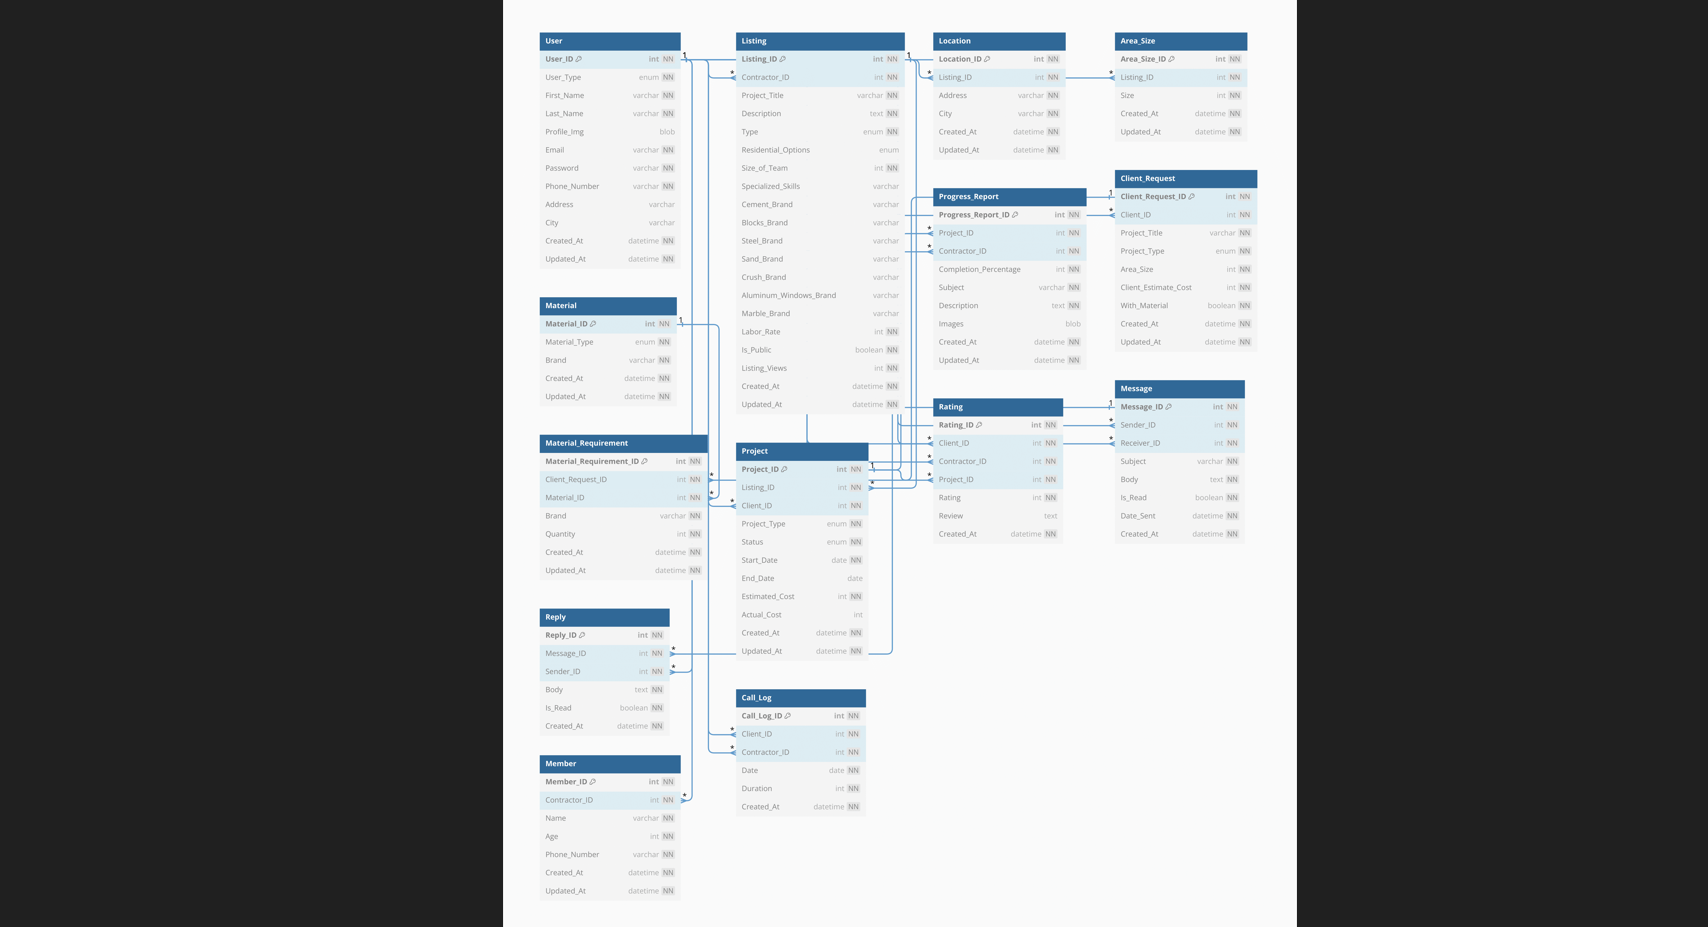 User
User_ID int NN
User_Type enum NN
First_Name varchar NN
Last_Name varchar NN
Profile_Img blob
Email varchar NN
Password varchar NN
Phone_Number varchar NN
Address varchar
City varchar
Created_At datetime NN
Updated_At datetime NN
1
Material
Material_ID int NN
Material_Type enum NN
Brand varchar NN
Created_At datetime NN
Updated_At datetime NN
1
Material_Requirement
Material_Requirement_ID int NN
Client_Request_ID int NN *
Material_ID int NN *
Brand varchar NN
Quantity int NN
Created_At datetime NN
Updated_At datetime NN
Reply
Reply_ID int NN
Message_ID int NN *
Sender_ID int NN *
Body text NN
Is_Read boolean NN
Created_At datetime NN
Member
Member_ID int NN
Contractor_ID int NN *
Name varchar NN
Age int NN
Phone_Number varchar NN
Created_At datetime NN
Updated_At datetime NN
Listing
Listing_ID int NN 1
* Contractor_ID int NN
Project_Title varchar NN
Description text NN
Type enum NN
Residential_Options enum
Size_of_Team int NN
Specialized_Skills varchar
Cement_Brand varchar
Blocks_Brand varchar
Steel_Brand varchar
Sand_Brand varchar
Crush_Brand varchar
Aluminum_Windows_Brand varchar
Marble_Brand varchar
Labor_Rate int NN
Is_Public boolean NN
Listing_Views int NN
Created_At datetime NN
Updated_At datetime NN
Project
Project_ID int NN 1
Listing_ID int NN *
* Client_ID int NN
Project_Type enum NN
Status enum NN
Start_Date date NN
End_Date date
Estimated_Cost int NN
Actual_Cost int
Created_At datetime NN
Updated_At datetime NN
Call_Log
Call_Log_ID int NN
* Client_ID int NN
* Contractor_ID int NN
Date date NN
Duration int NN
Created_At datetime NN
Location
Location_ID int NN
* Listing_ID int NN
Address varchar NN
City varchar NN
Created_At datetime NN
Updated_At datetime NN
Progress_Report
Progress_Report_ID int NN
* Project_ID int NN
* Contractor_ID int NN
Completion_Percentage int NN
Subject varchar NN
Description text NN
Images blob
Created_At datetime NN
Updated_At datetime NN
Rating
Rating_ID int NN
* Client_ID int NN
* Contractor_ID int NN
* Project_ID int NN
Rating int NN
Review text
Created_At datetime NN
Area_Size
Area_Size_ID int NN
* Listing_ID int NN
Size int NN
Created_At datetime NN
Updated_At datetime NN
Client_Request
1 Client_Request_ID int NN
* Client_ID int NN
Project_Title varchar NN
Project_Type enum NN
Area_Size int NN
Client_Estimate_Cost int NN
With_Material boolean NN
Created_At datetime NN
Updated_At datetime NN
Message
1 Message_ID int NN
* Sender_ID int NN
* Receiver_ID int NN
Subject varchar NN
Body text NN
Is_Read boolean NN
Date_Sent datetime NN
Created_At datetime NN